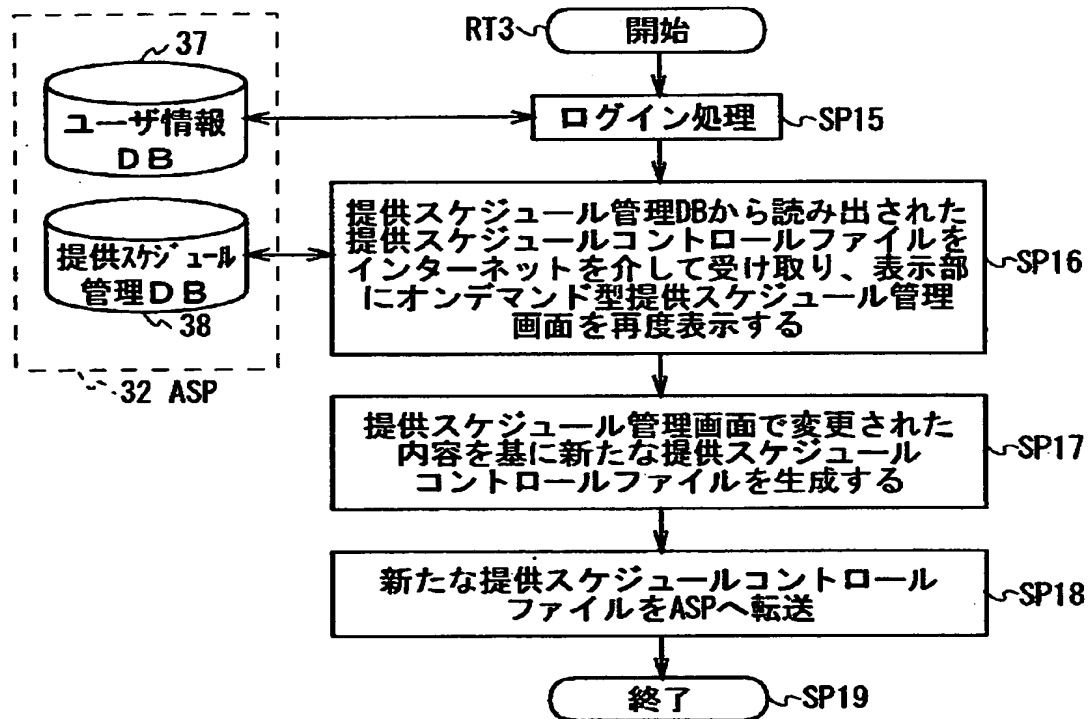 RT3
開始
37
ユーザ情報
DB
ログイン処理
SP15
提供スケジュール
管理DB
38
32 ASP
提供スケジュール管理DBから読み出された
提供スケジュールコントロールファイルを
インターネットを介して受け取り、表示部
にオンデマンド型提供スケジュール管理
画面を再度表示する
SP16
提供スケジュール管理画面で変更された
内容を基に新たな提供スケジュール
コントロールファイルを生成する
SP17
新たな提供スケジュールコントロール
ファイルをASPへ転送
SP18
終了
SP19